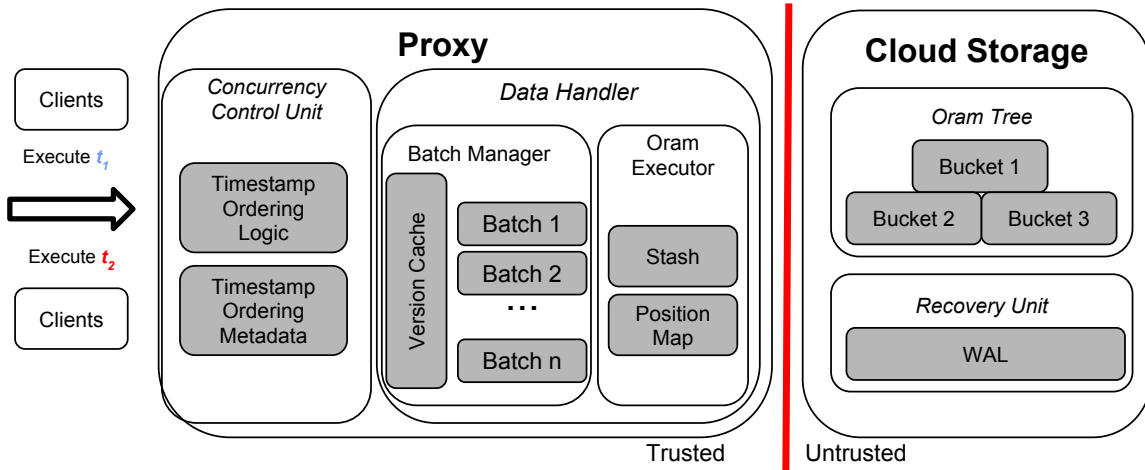 Clients
Execute t1
Execute t2
Clients
Proxy
Concurrency
Control Unit
Timestamp
Ordering
Logic
Timestamp
Ordering
Metadata
Data Handler
Batch Manager
Version Cache
Batch 1
Batch 2
...
Batch n
Oram
Executor
Stash
Position
Map
Trusted
Cloud Storage
Oram Tree
Bucket 1
Bucket 2
Bucket 3
Recovery Unit
WAL
Untrusted